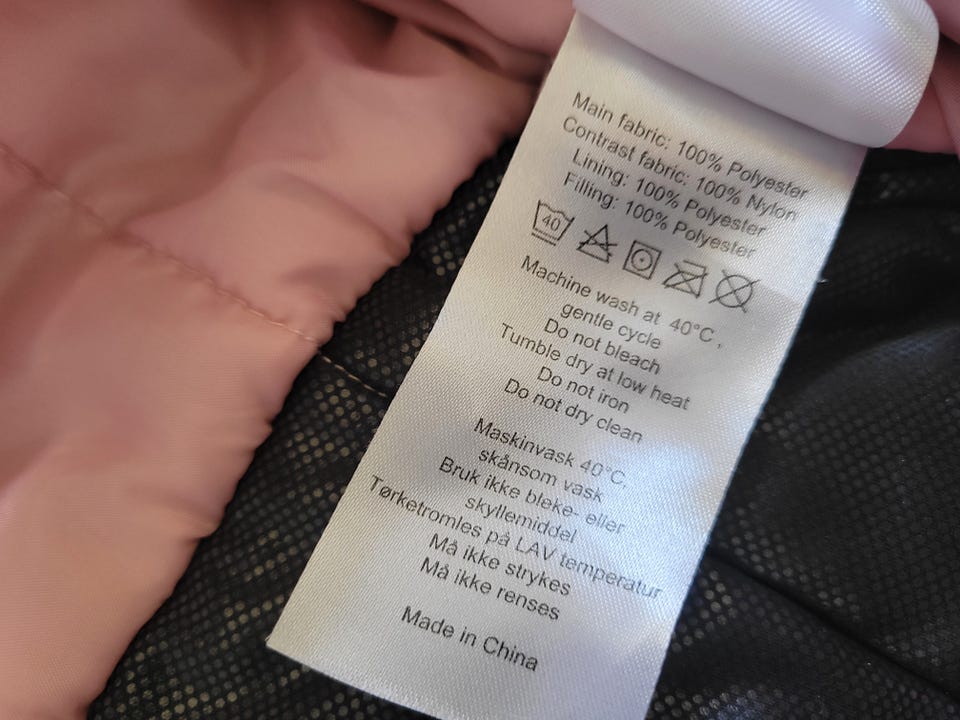 Main fabric: 100% Polyester
Contrast fabric: 100% Nylon
Lining: 100% Polyester
Filling: 100% Polyester
40
Machine wash at 40°C,
gentle cycle
Do not bleach
Tumble dry at low heat
Do not iron
Do not dry clean
Maskinvask 40°C.
skånsom vask
Bruk ikke bleke- eller
skyllemiddel
Tørketromles på LAV temperatur
Må ikke strykes
Må ikke renses
Made in China